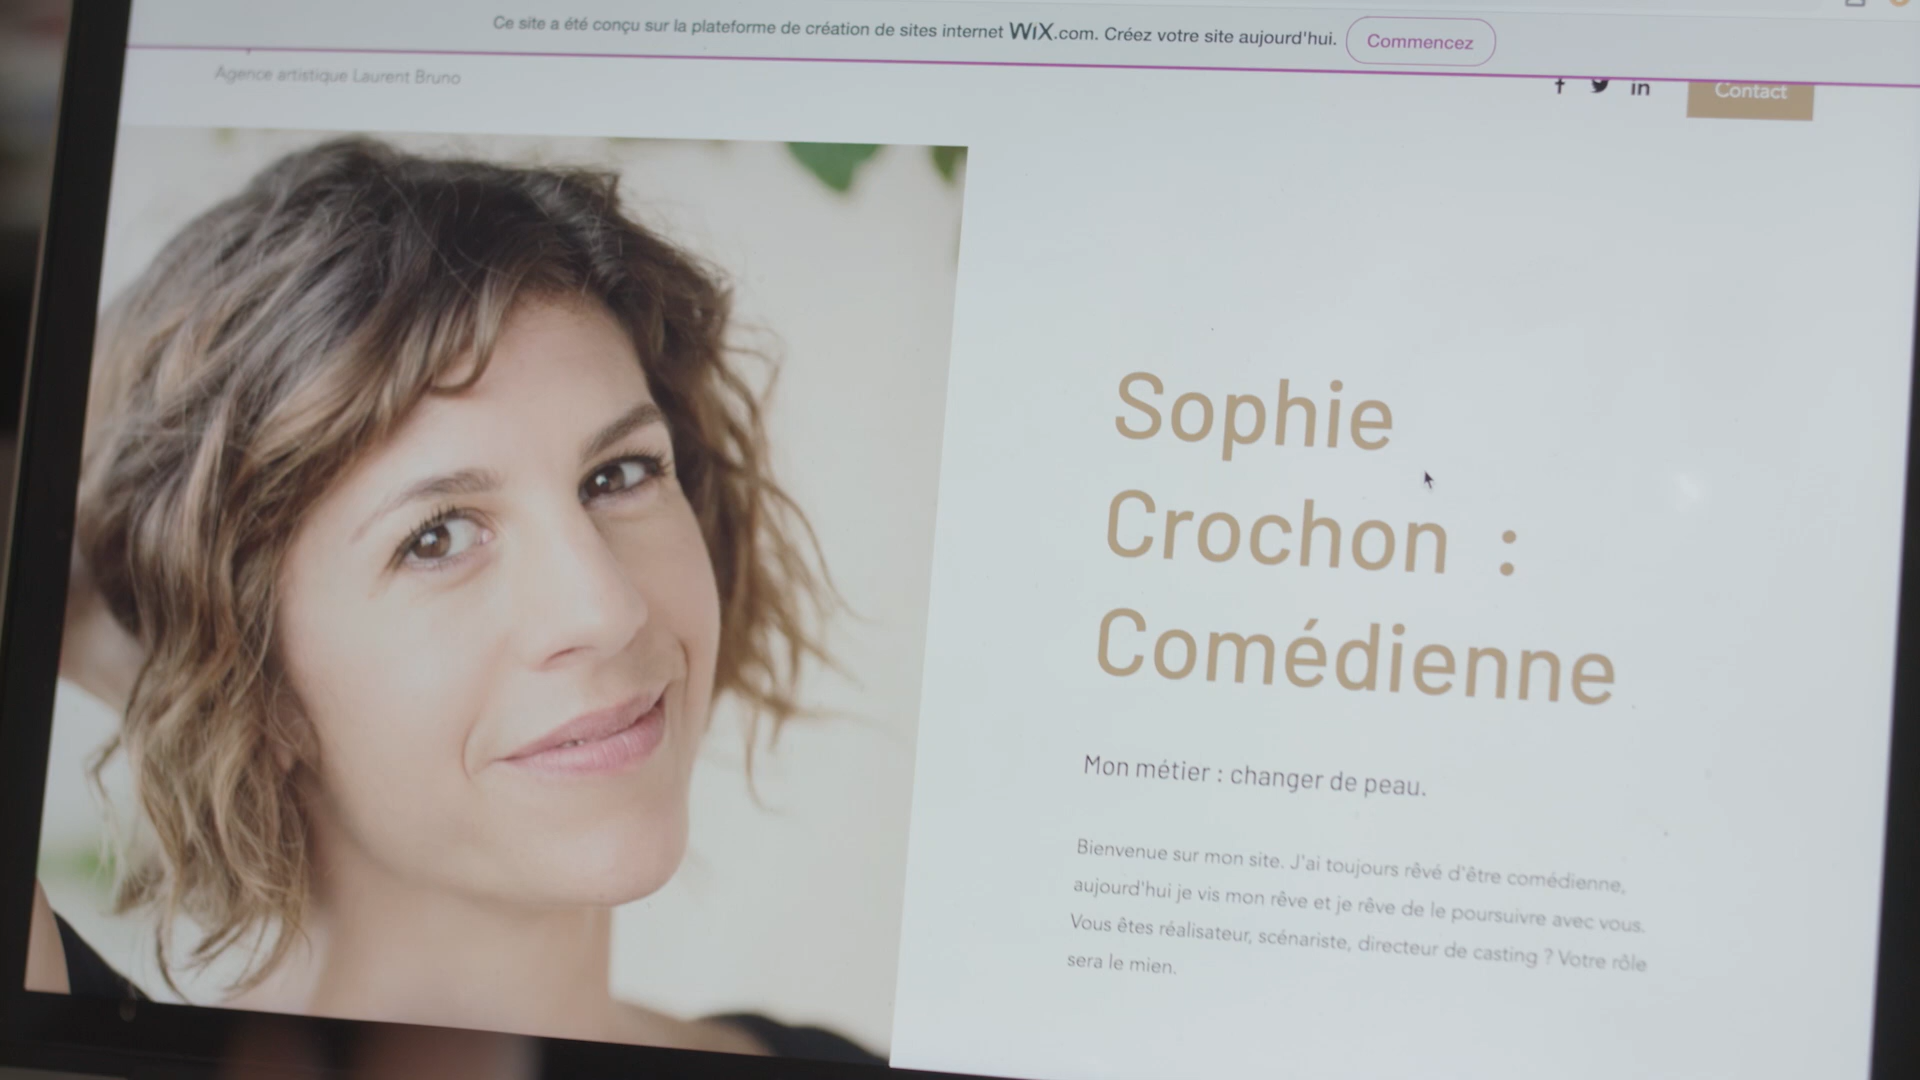 Ce site a été conçu sur la plateforme de création de sites internet WiX.com. Créez votre site aujourd'hui. Commencez
Agence artistique Laurent Bruno
f in Contact
Sophie
Crochon :
Comédienne
Mon métier : changer de peau.
Bienvenue sur mon site. J'ai toujours rêvé d'être comédienne,
aujourd'hui je vis mon rêve et je rêve de le poursuivre avec vous.
Vous êtes réalisateur, scénariste, directeur de casting ? Votre rôle
sera le mien.